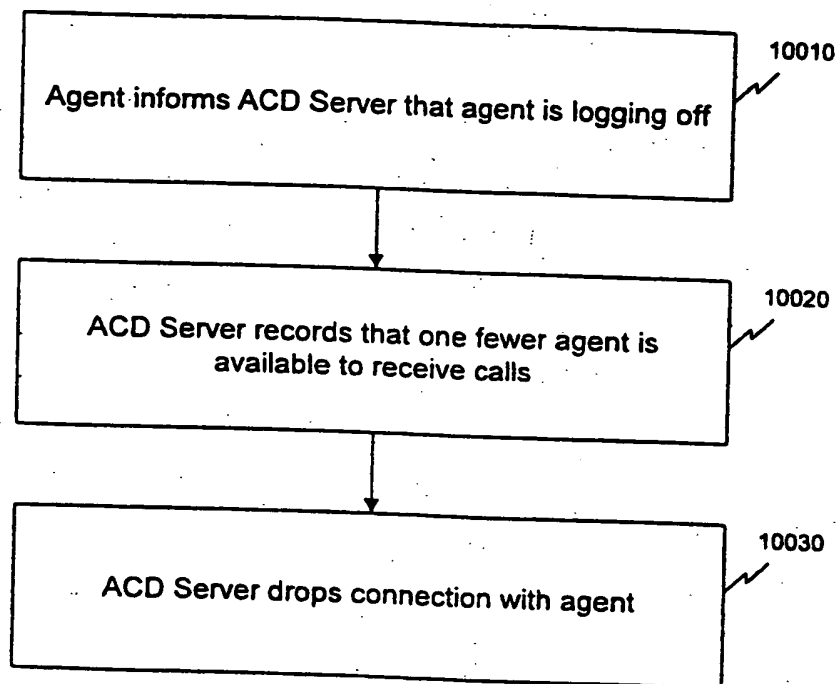 10010
Agent informs ACD Server that agent is logging off
10020
ACD Server records that one fewer agent is
available to receive calls
10030
ACD Server drops connection with agent